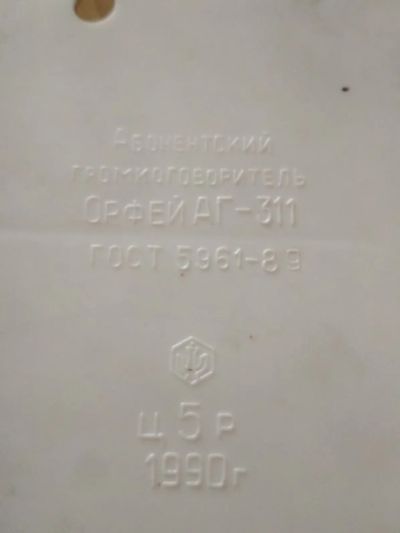 Абонентский
громкоговоритель
ОРФЕЙ АГ-311
ГОСТ 5961-89
Ц 5 Р
1990г